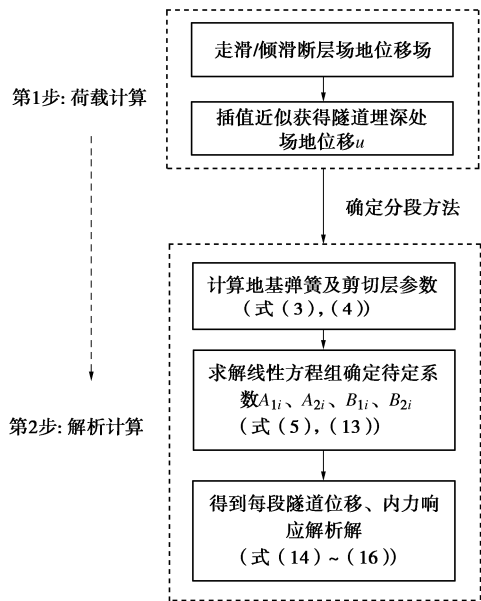 走滑/倾滑断层场地位移场
第1步: 荷载计算
插值近似获得隧道埋深处
场地位移u
确定分段方法
计算地基弹簧及剪切层参数
(式(3),(4))
求解线性方程组确定待定系
数A1i、A2i、B1i、B2i
(式(5),(13))
第2步: 解析计算
得到每段隧道位移、内力响
应解析解
(式(14)~(16))